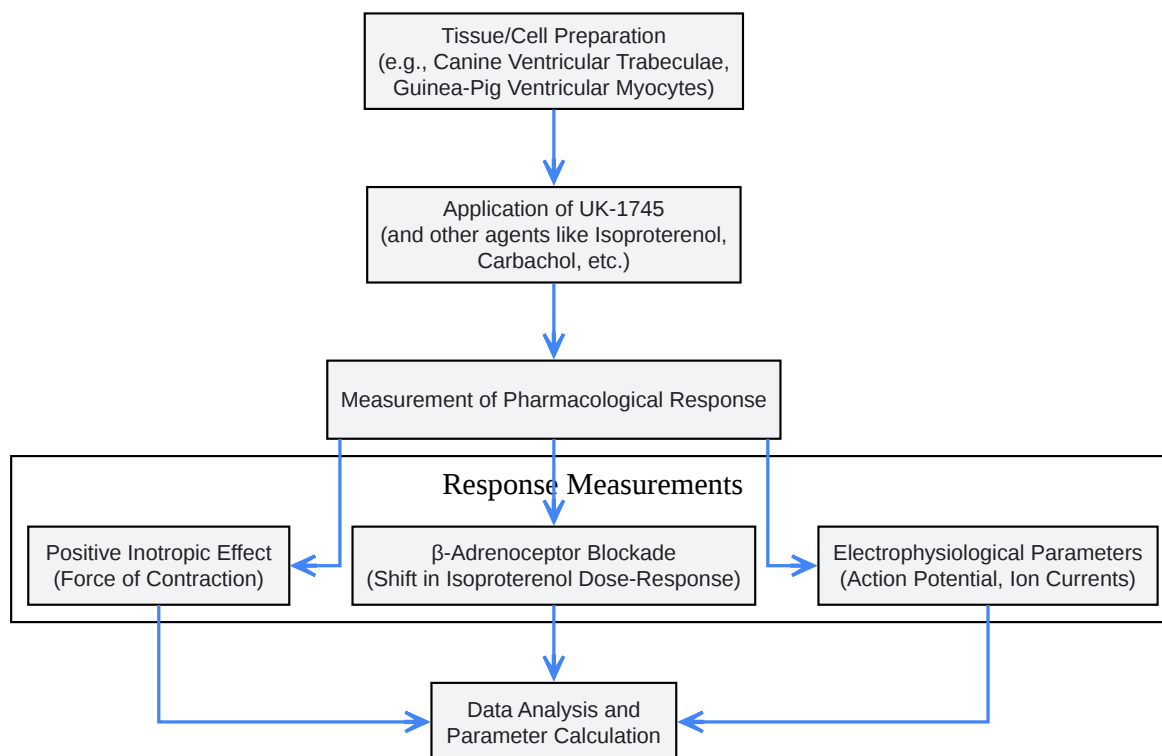 Tissue/Cell Preparation
(e.g., Canine Ventricular Trabeculae,
Guinea-Pig Ventricular Myocytes)
Application of UK-1745
(and other agents like Isoproterenol,
Carbachol, etc.)
Measurement of Pharmacological Response
Response Measurements
Positive Inotropic Effect
(Force of Contraction)
β-Adrenoceptor Blockade
(Shift in Isoproterenol Dose-Response)
Electrophysiological Parameters
(Action Potential, Ion Currents)
Data Analysis and
Parameter Calculation